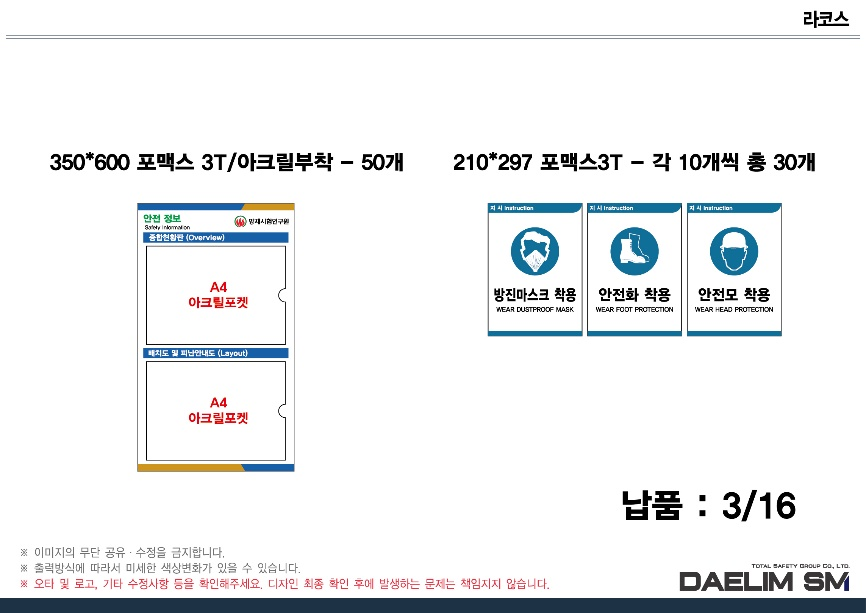 라코스
350*600 포맥스 3T/아크릴부착 - 50개
210*297 포맥스3T - 각 10개씩 총 30개
안전 정보
Safety Information
방재시험연구원
종합현황판 (Overview)
A4
아크릴포켓
배치도 및 피난안내도 (Layout)
A4
아크릴포켓
지시 Instruction
방진마스크 착용
WEAR DUSTPROOF MASK
지시 Instruction
안전화 착용
WEAR FOOT PROTECTION
지시 Instruction
안전모 착용
WEAR HEAD PROTECTION
납품 : 3/16
※ 이미지의 무단 공유 · 수정을 금지합니다.
※ 출력방식에 따라서 미세한 색상변화가 있을 수 있습니다.
※ 오타 및 로고, 기타 수정사항 등을 확인해주세요. 디자인 최종 확인 후에 발생하는 문제는 책임지지 않습니다.
TOTAL SAFETY GROUP CO., LTD.
DAELIM SM